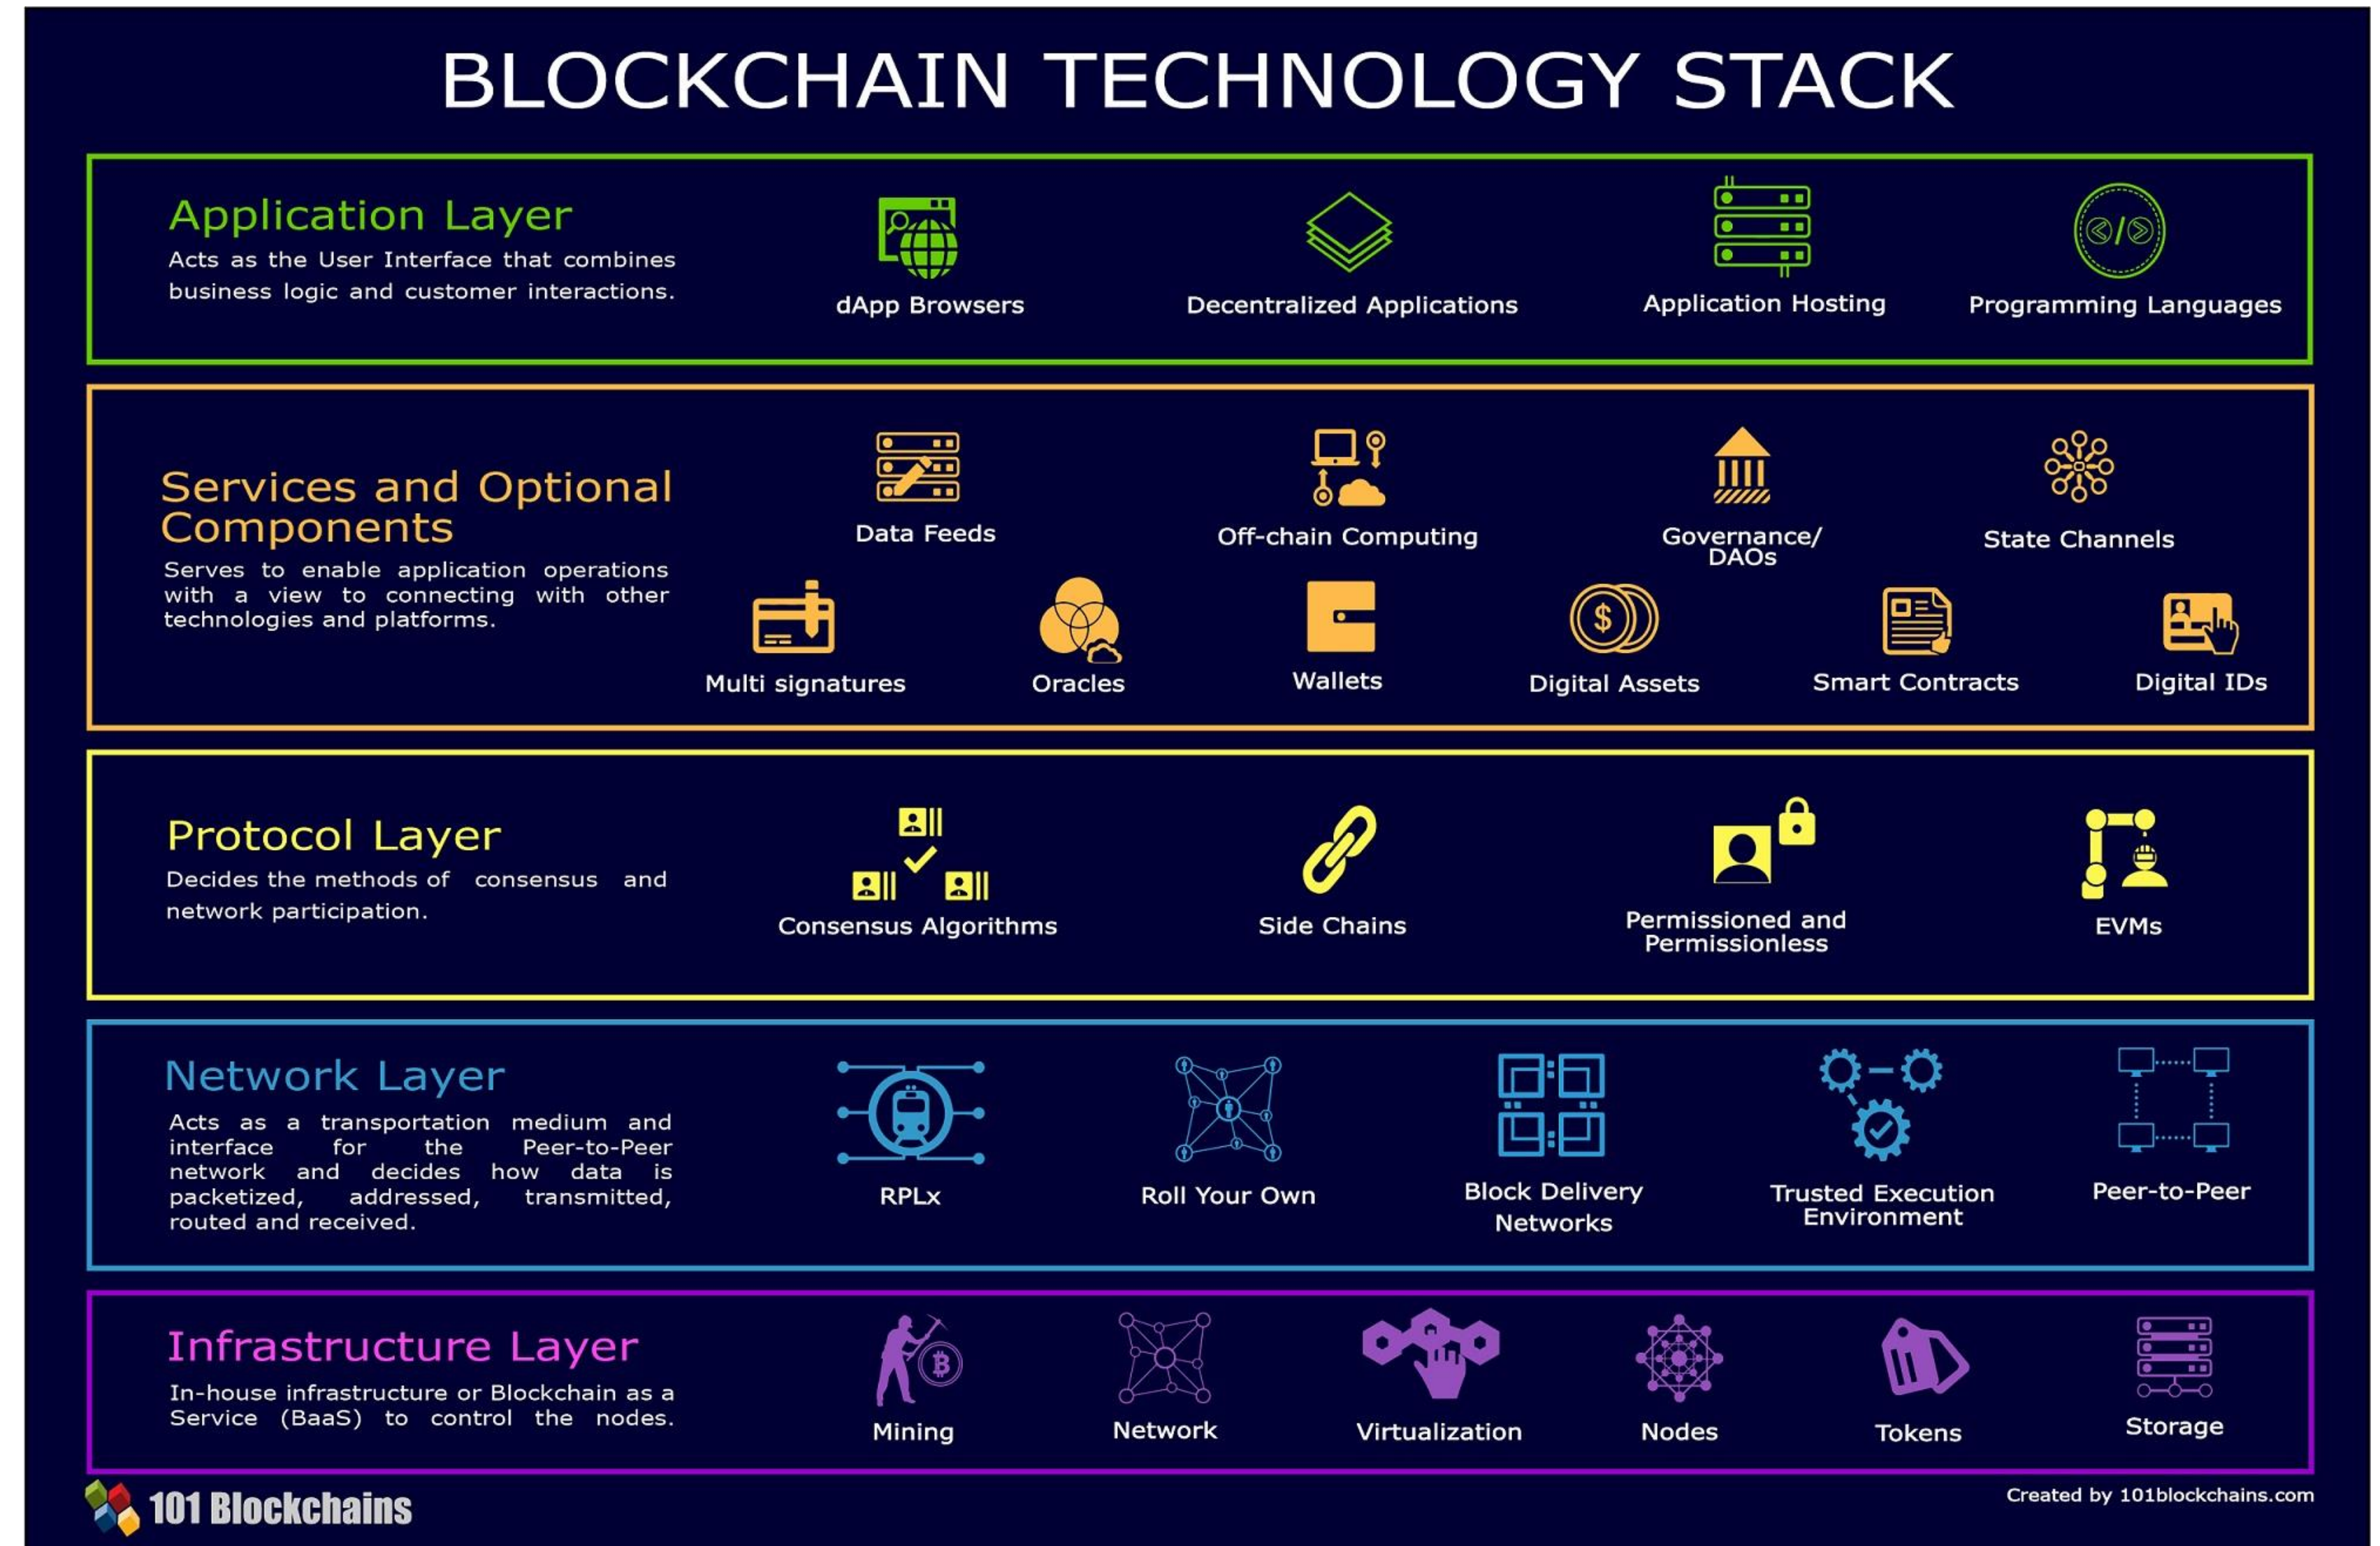 BLOCKCHAIN TECHNOLOGY STACK
Application Layer
Acts as the User Interface that combines
business logic and customer interactions.
dApp Browsers
Decentralized Applications
Application Hosting
Programming Languages
Services and Optional
Components
Serves to enable application operations
with a view to connecting with other
technologies and platforms.
Data Feeds
Off-chain Computing
Governance/
DAOs
State Channels
Multi signatures
Oracles
Wallets
Digital Assets
Smart Contracts
Digital IDs
Protocol Layer
Decides the methods of consensus and
network participation.
Consensus Algorithms
Side Chains
Permissioned and
Permissionless
EVMs
Network Layer
Acts as a transportation medium and
interface for the Peer-to-Peer
network and decides how data is
packetized, addressed, transmitted,
routed and received.
RPLx
Roll Your Own
Block Delivery
Networks
Trusted Execution
Environment
Peer-to-Peer
Infrastructure Layer
In-house infrastructure or Blockchain as a
Service (BaaS) to control the nodes.
Mining
Network
Virtualization
Nodes
Tokens
Storage
101 Blockchains
Created by 101blockchains.com